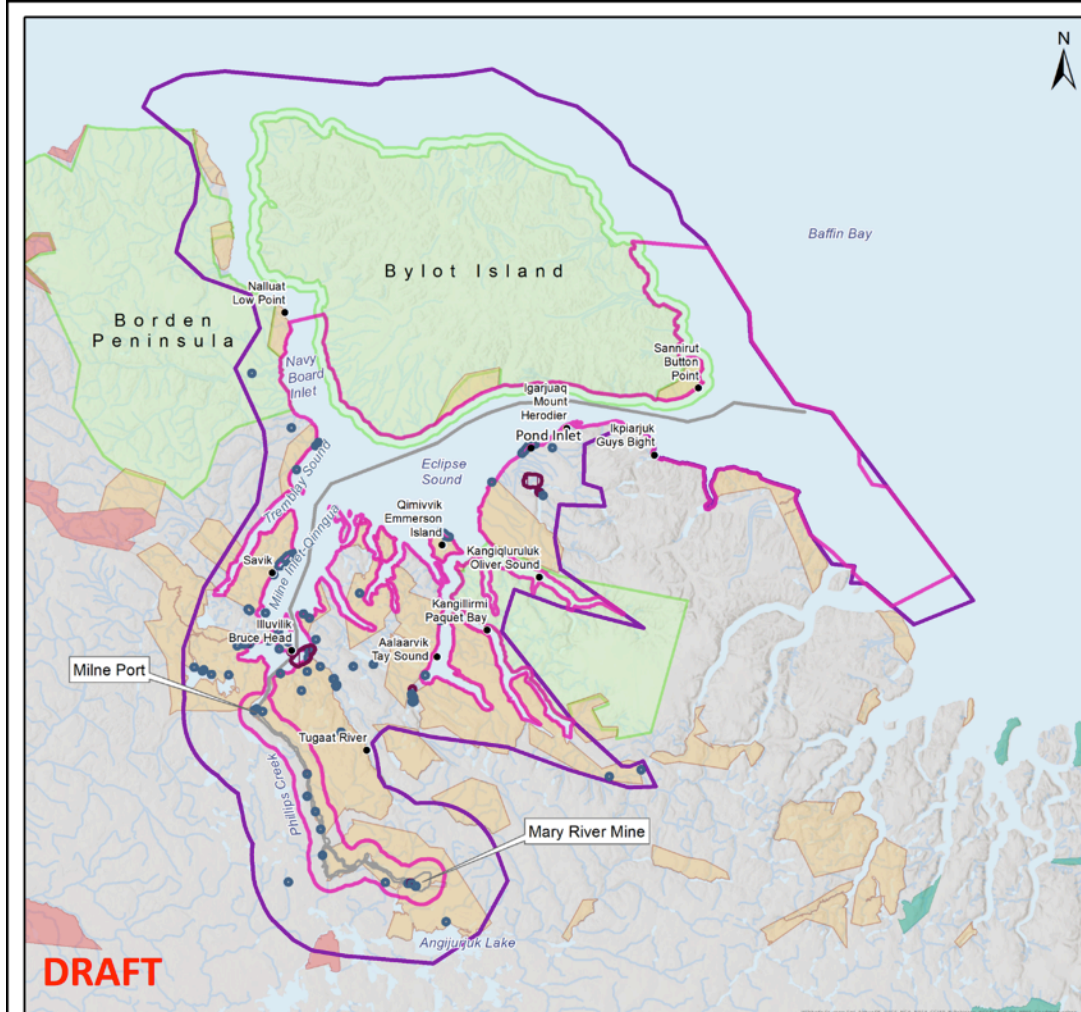 N
Baffin Bay
Bylot Island
Nalluat
Low Point
Borden
Peninsula
Navy
Board
Inlet
Sannirut
Button
Point
Igarjuaq
Mount
Herodier
Pond Inlet
Ikpiarjuk
Guys Bight
Eclipse
Sound
Tremblay Sound
Qimivvik
Emmerson
Island
Savik
Milne Inlet-Qinngua
Kangiqluruluk
Oliver Sound
Kangillirmi
Paquet Bay
Illuvilik
Bruce Head
Aalaarvik
Tay Sound
Milne Port
Tugaat River
Phillips Creek
Mary River Mine
Angijurjuk Lake
DRAFT